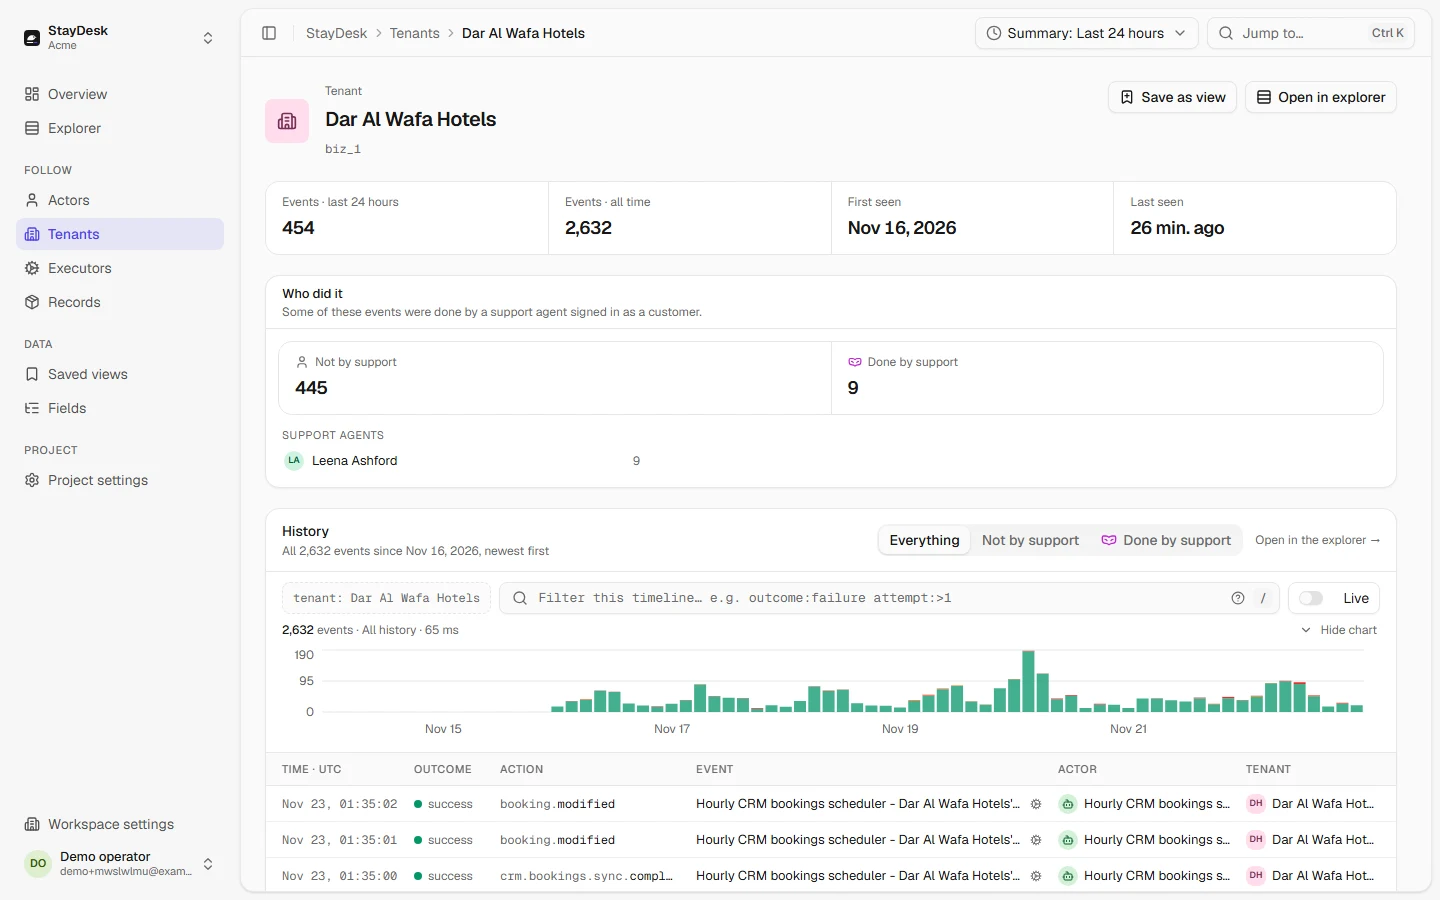 StayDesk
Acme
Overview
Explorer
FOLLOW
Actors
Tenants
Executors
Records
DATA
Saved views
Fields
PROJECT
Project settings
Workspace settings
DO
Demo operator
demo+mwslwlmu@exam...
StayDesk > Tenants > Dar Al Wafa Hotels
Summary: Last 24 hours
Jump to...
Ctrl K
Tenant
Dar Al Wafa Hotels
biz_1
Save as view
Open in explorer
Events · last 24 hours
454
Events · all time
2,632
First seen
Nov 16, 2026
Last seen
26 min. ago
Who did it
Some of these events were done by a support agent signed in as a customer.
Not by support
445
Done by support
9
SUPPORT AGENTS
LA Leena Ashford 9
History
All 2,632 events since Nov 16, 2026, newest first
Everything Not by support Done by support
Open in the explorer →
tenant: Dar Al Wafa Hotels
Filter this timeline… e.g. outcome:failure attempt:>1
/
Live
2,632 events · All history · 65 ms
Hide chart
190
95
0
Nov 15 Nov 17 Nov 19 Nov 21
TIME · UTC OUTCOME ACTION EVENT ACTOR TENANT
Nov 23, 01:35:02 success booking.modified Hourly CRM bookings scheduler - Dar Al Wafa Hotels'... Hourly CRM bookings s... DH Dar Al Wafa Hot...
Nov 23, 01:35:01 success booking.modified Hourly CRM bookings scheduler - Dar Al Wafa Hotels'... Hourly CRM bookings s... DH Dar Al Wafa Hot...
Nov 23, 01:35:00 success crm.bookings.sync.compl... Hourly CRM bookings scheduler - Dar Al Wafa Hotels'... Hourly CRM bookings s... DH Dar Al Wafa Hot...